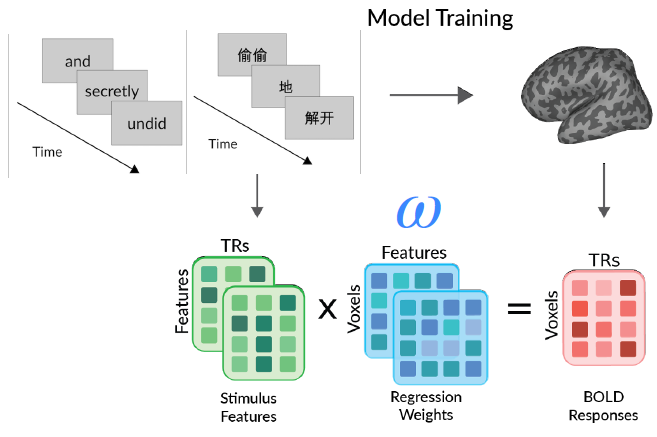 Model Training
and
secretly
undid
Time
偷偷
地
解开
Time
ω
TRs
Features
Features
Voxels
TRs
Voxels
x
=
Stimulus
Features
Regression
Weights
BOLD
Responses